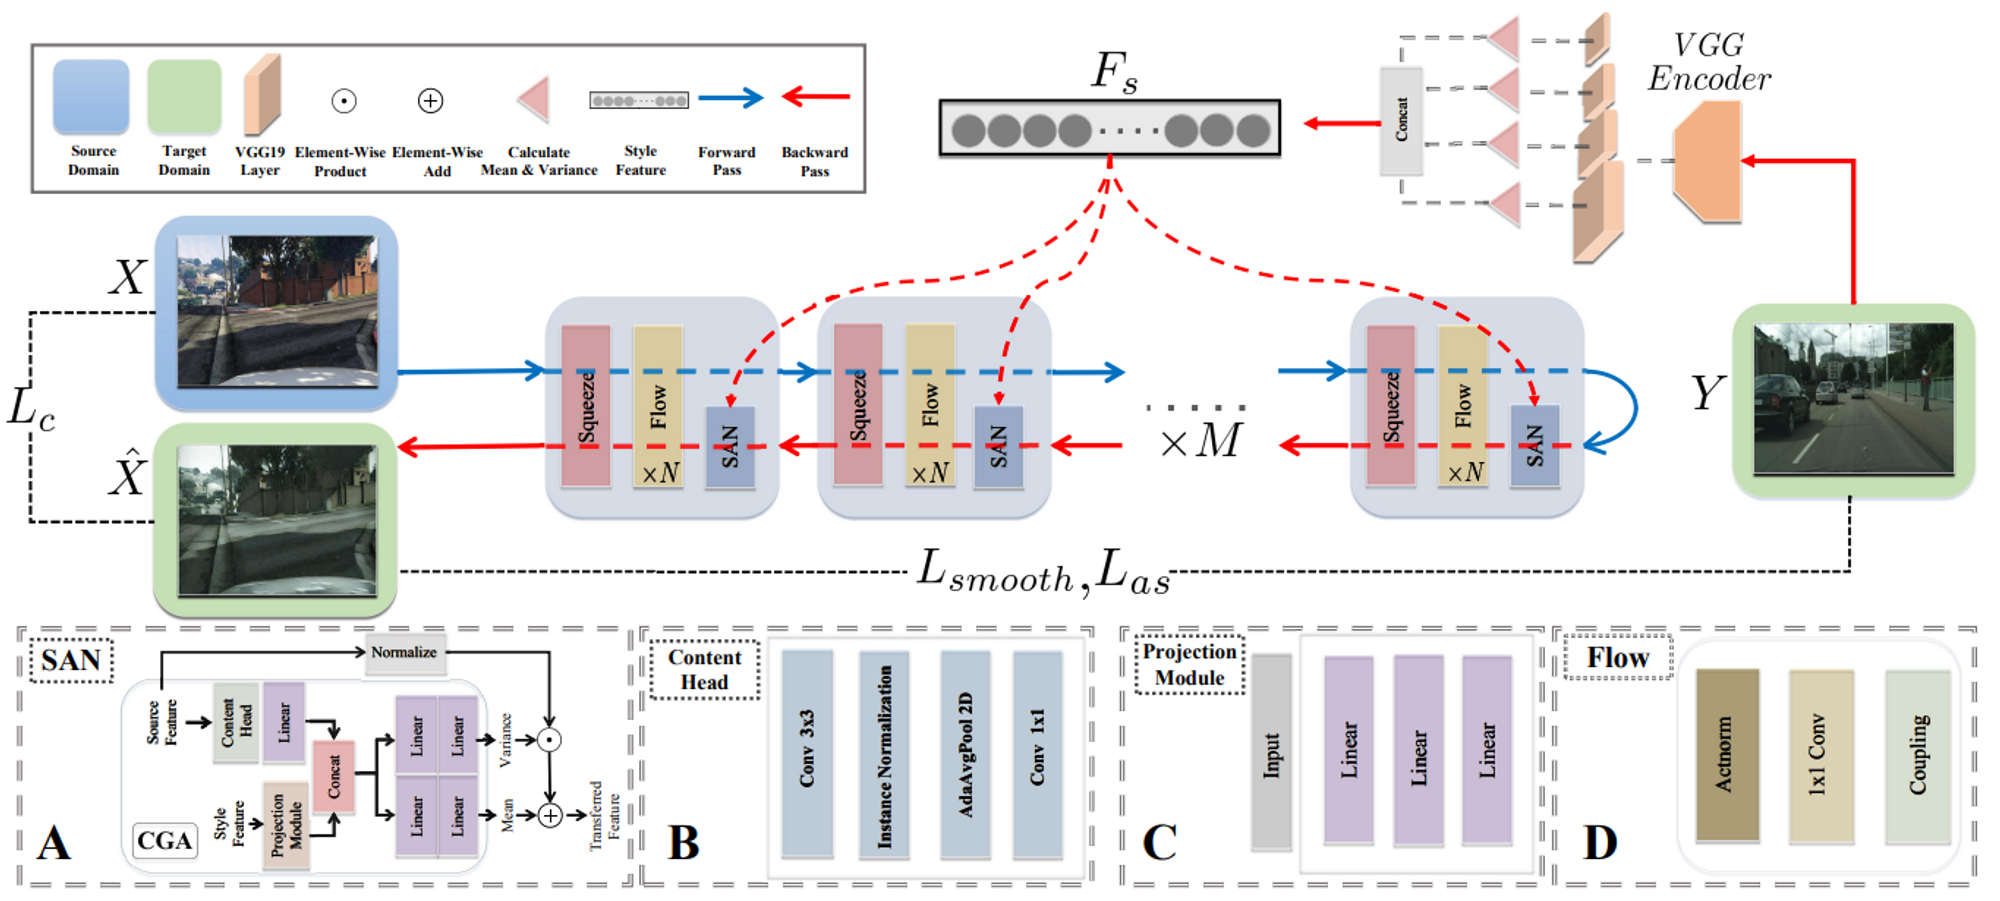 Source
Domain
Target
Domain
VGG19
Layer
Element-Wise
Product
Element-Wise
Add
Calculate
Mean & Variance
Style
Feature
Forward
Pass
Backward
Pass
F_s
Concat
VGG
Encoder
X
L_c
X̂
Squeeze
Flow
×N
SAN
Squeeze
Flow
×N
SAN
······
×M
Squeeze
Flow
×N
SAN
Y
L_smooth, L_as
SAN
Normalize
Source
Feature
Content
Head
Linear
Style
Feature
Projection
Module
Concat
Linear
Linear
Linear
Linear
Variance
Mean
Transferred
Feature
CGA
A
Content
Head
Conv 3x3
Instance Normalization
AdaAvgPool 2D
Conv 1x1
B
Projection
Module
Input
Linear
Linear
Linear
C
Flow
Actnorm
1x1 Conv
Coupling
D